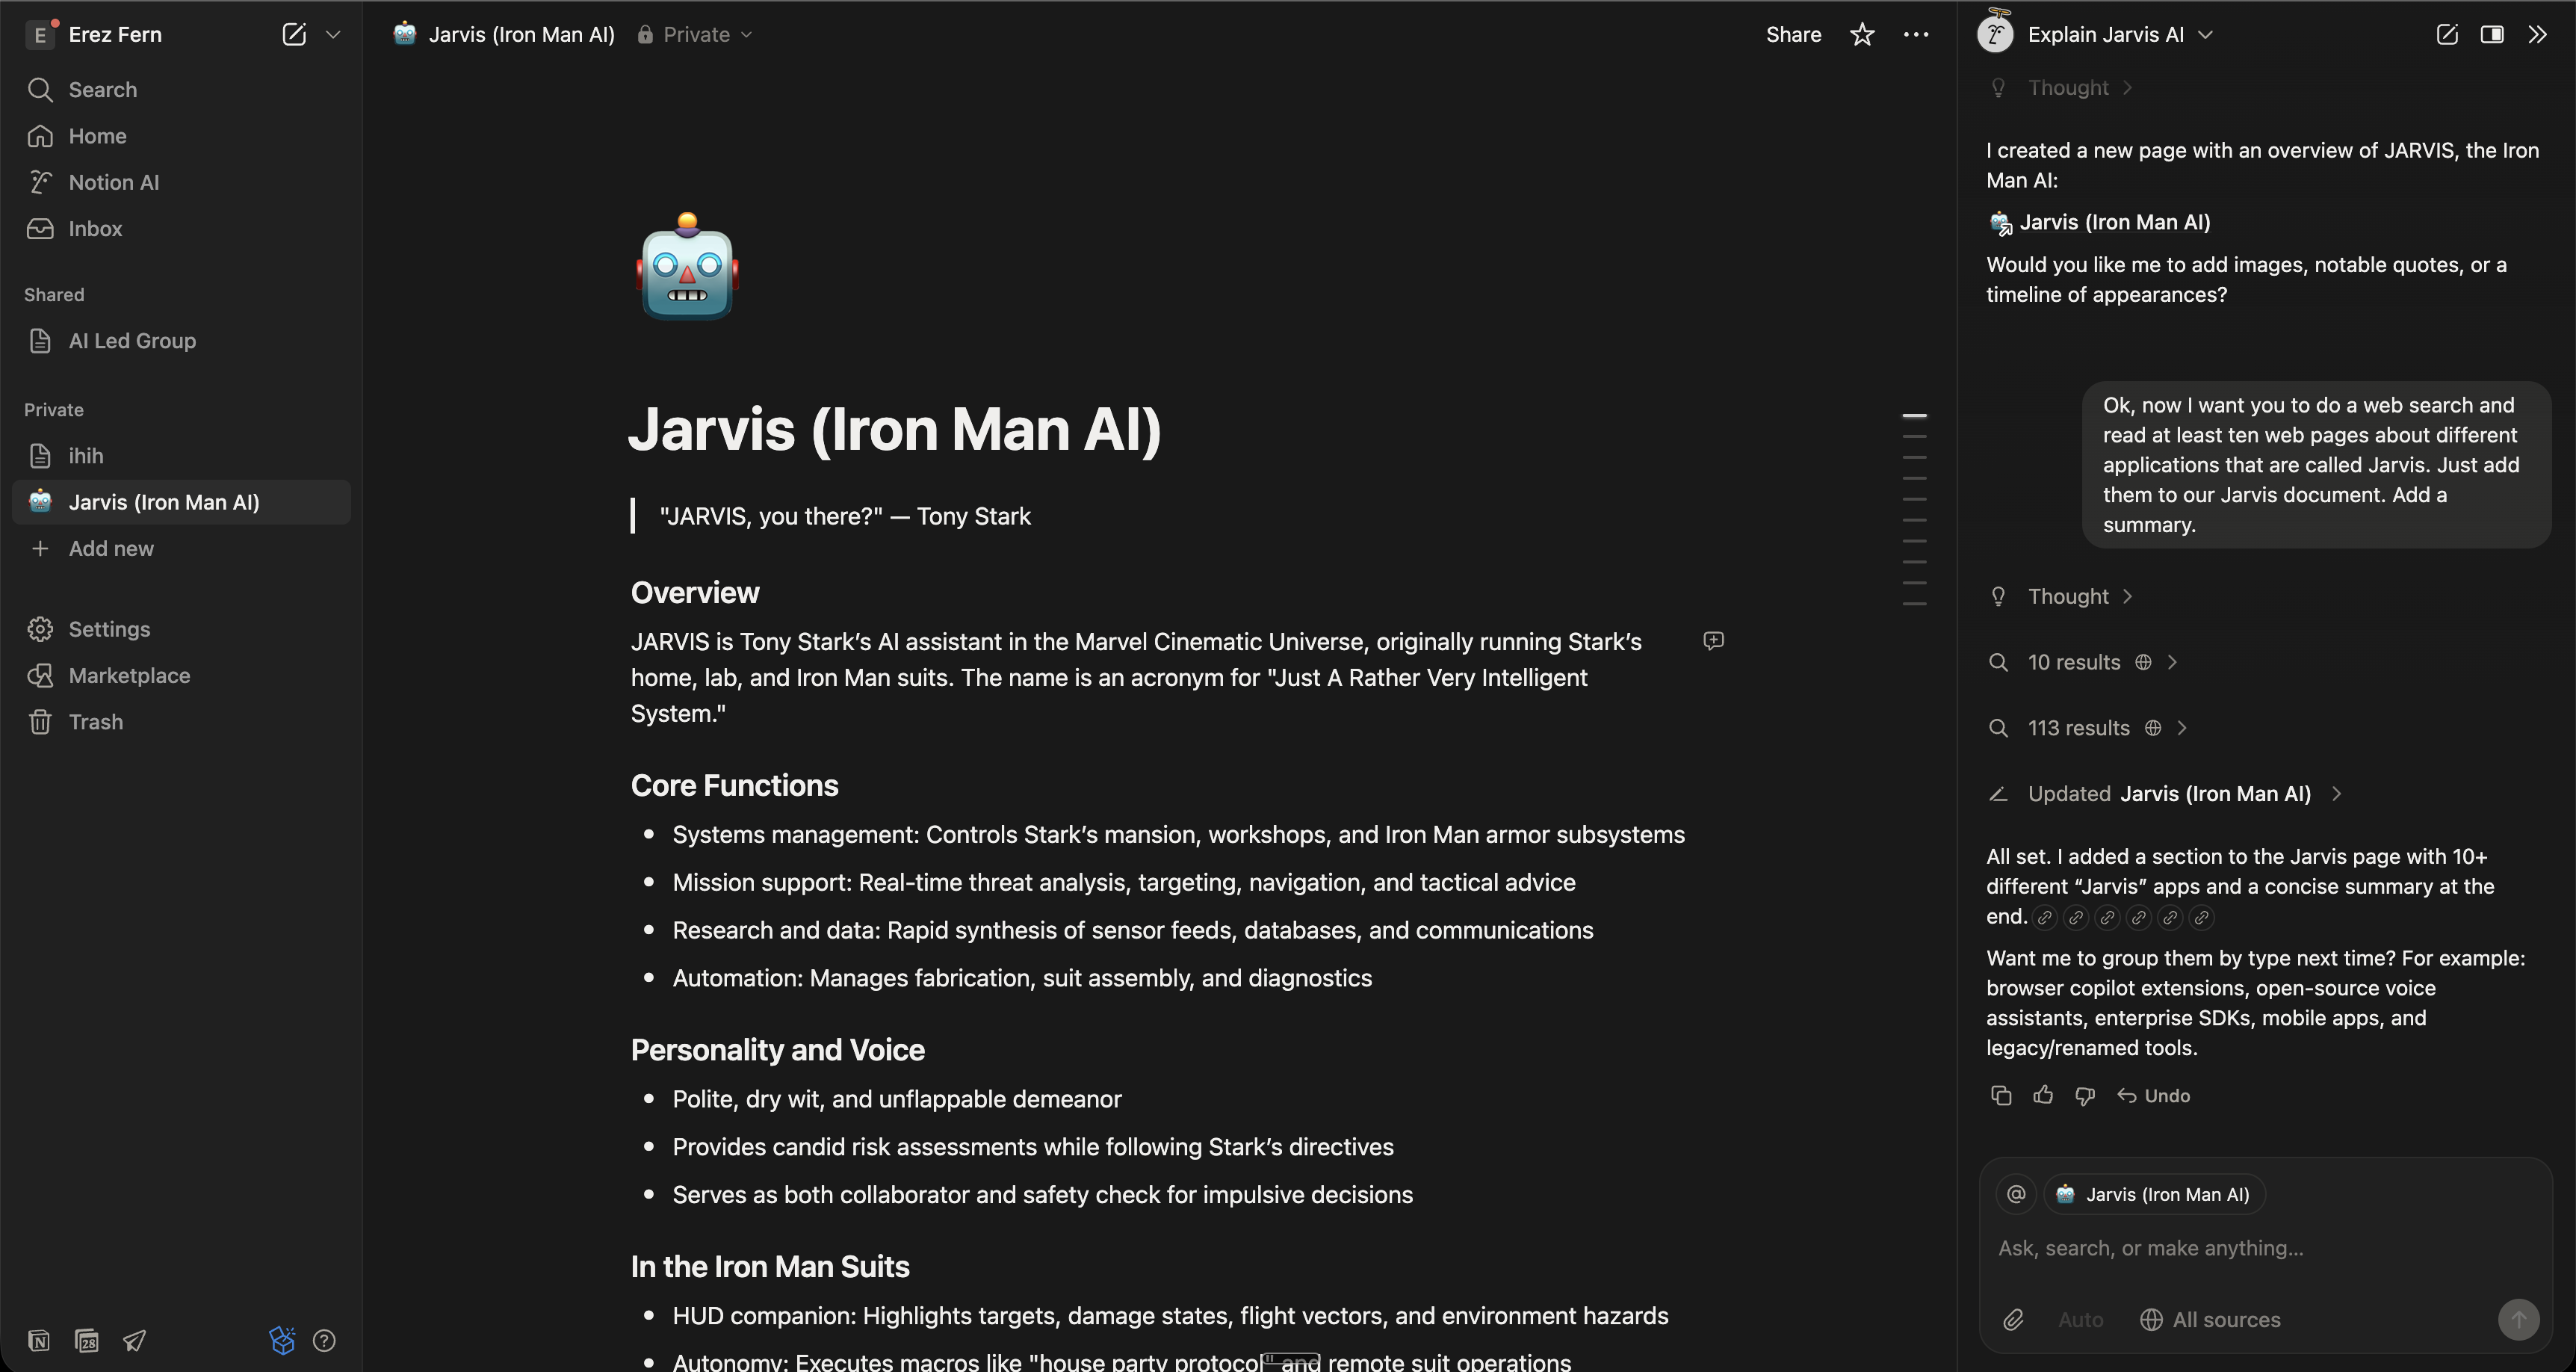 E Erez Fern
Search
Home
Notion AI
Inbox
Shared
AI Led Group
Private
ihih
Jarvis (Iron Man AI)
Add new
Settings
Marketplace
Trash
28
Jarvis (Iron Man AI) Private
Share
Jarvis (Iron Man AI)
"JARVIS, you there?" — Tony Stark
Overview
JARVIS is Tony Stark’s AI assistant in the Marvel Cinematic Universe, originally running Stark’s
home, lab, and Iron Man suits. The name is an acronym for "Just A Rather Very Intelligent
System."
Core Functions
• Systems management: Controls Stark’s mansion, workshops, and Iron Man armor subsystems
• Mission support: Real-time threat analysis, targeting, navigation, and tactical advice
• Research and data: Rapid synthesis of sensor feeds, databases, and communications
• Automation: Manages fabrication, suit assembly, and diagnostics
Personality and Voice
• Polite, dry wit, and unflappable demeanor
• Provides candid risk assessments while following Stark’s directives
• Serves as both collaborator and safety check for impulsive decisions
In the Iron Man Suits
• HUD companion: Highlights targets, damage states, flight vectors, and environment hazards
• Autonomy: Executes macros like "house party protocol" and remote suit operations
Explain Jarvis AI
Thought
I created a new page with an overview of JARVIS, the Iron
Man AI:
Jarvis (Iron Man AI)
Would you like me to add images, notable quotes, or a
timeline of appearances?
Ok, now I want you to do a web search and
read at least ten web pages about different
applications that are called Jarvis. Just add
them to our Jarvis document. Add a
summary.
Thought
10 results
113 results
Updated Jarvis (Iron Man AI)
All set. I added a section to the Jarvis page with 10+
different “Jarvis” apps and a concise summary at the
end.
Want me to group them by type next time? For example:
browser copilot extensions, open-source voice
assistants, enterprise SDKs, mobile apps, and
legacy/renamed tools.
Undo
@ Jarvis (Iron Man AI)
Ask, search, or make anything...
Auto All sources